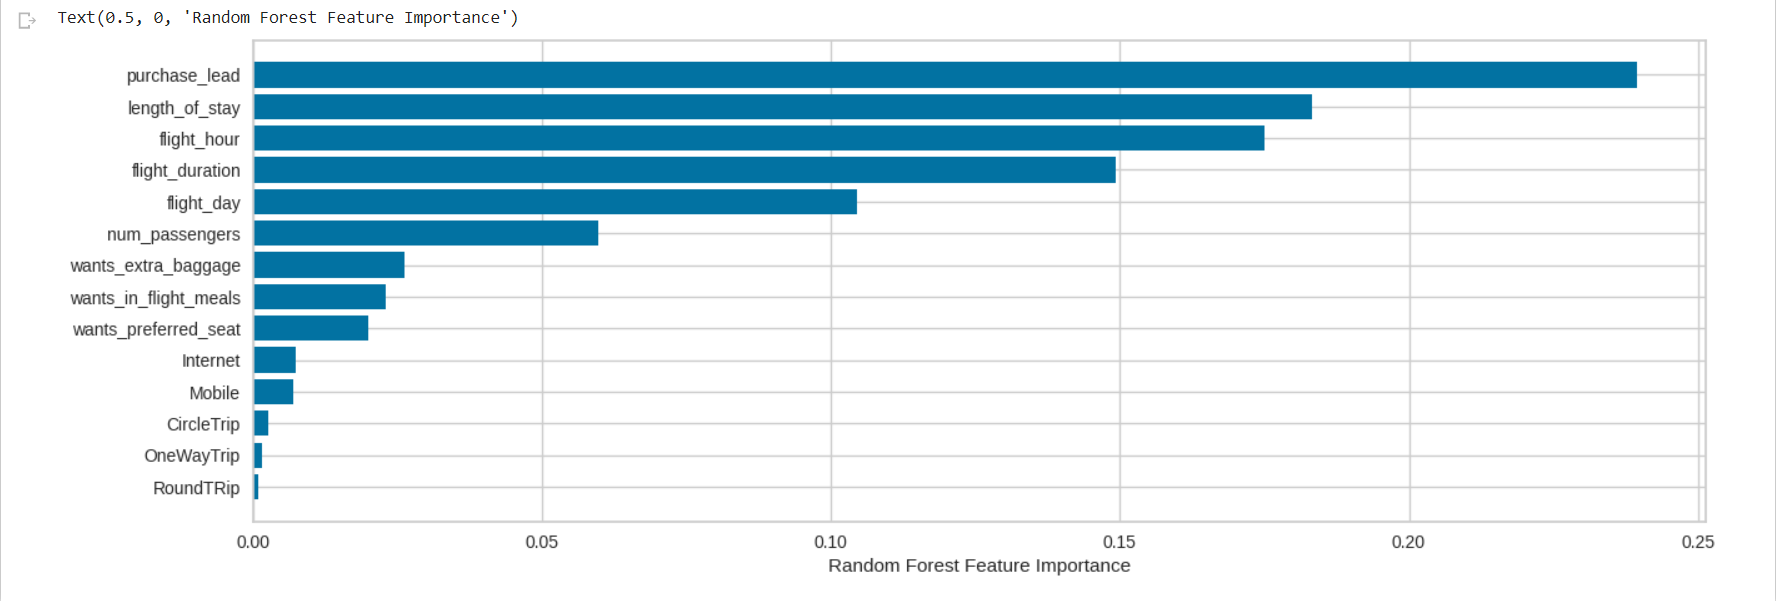 Text(0.5, 0, 'Random Forest Feature Importance')
purchase_lead
length_of_stay
flight_hour
flight_duration
flight_day
num_passengers
wants_extra_baggage
wants_in_flight_meals
wants_preferred_seat
Internet
Mobile
CircleTrip
OneWayTrip
RoundTRip
0.00 0.05 0.10 0.15 0.20 0.25
Random Forest Feature Importance